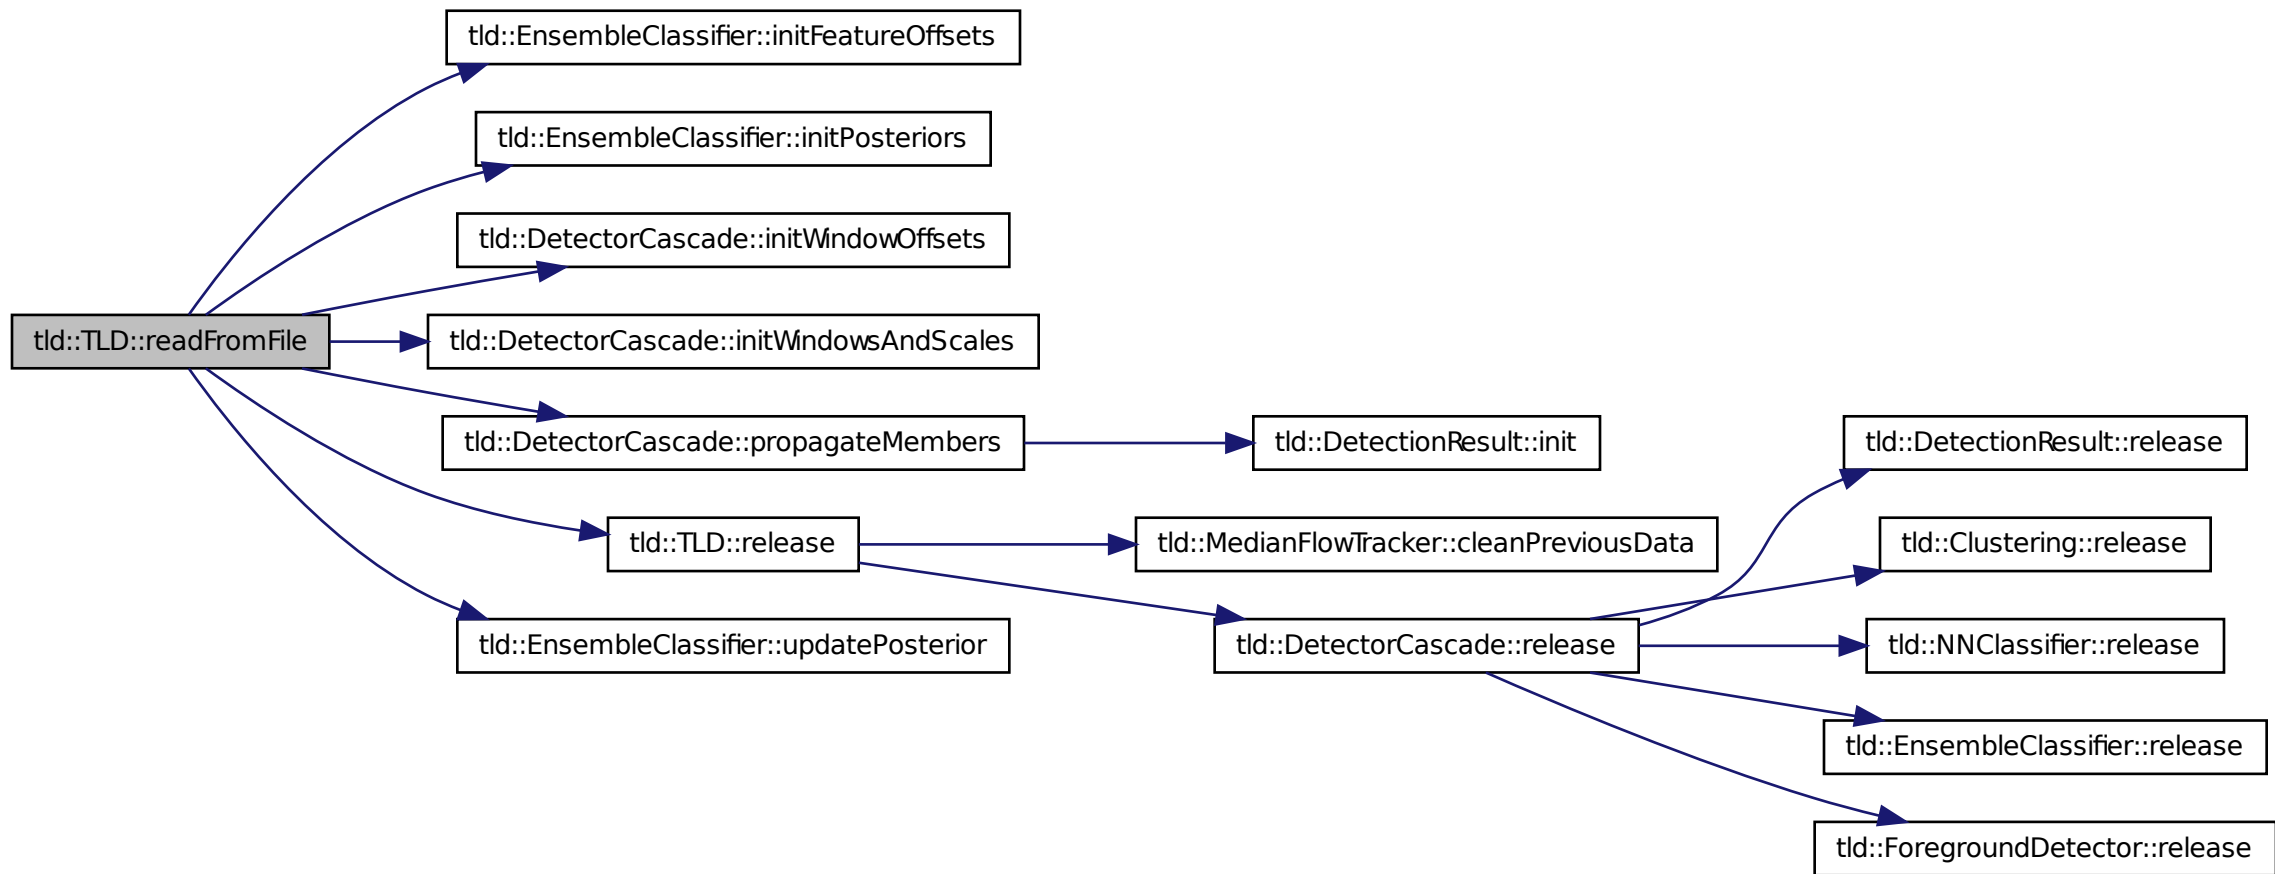 tld::EnsembleClassifier::initFeatureOffsets
tld::EnsembleClassifier::initPosteriors
tld::DetectorCascade::initWindowOffsets
tld::TLD::readFromFile
tld::DetectorCascade::initWindowsAndScales
tld::DetectorCascade::propagateMembers
tld::DetectionResult::init
tld::DetectionResult::release
tld::TLD::release
tld::MedianFlowTracker::cleanPreviousData
tld::Clustering::release
tld::EnsembleClassifier::updatePosterior
tld::DetectorCascade::release
tld::NNClassifier::release
tld::EnsembleClassifier::release
tld::ForegroundDetector::release